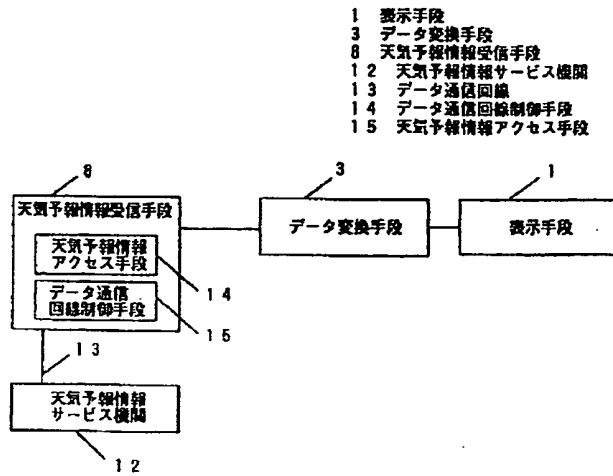 1 表示手段
3 データ変換手段
8 天気予報情報受信手段
12 天気予報情報サービス機関
13 データ通信回線
14 データ通信回線制御手段
15 天気予報情報アクセス手段
8
3
1
天気予報情報受信手段
データ変換手段
表示手段
天気予報情報
アクセス手段
14
データ通信
回線制御手段
15
13
天気予報情報
サービス機関
12